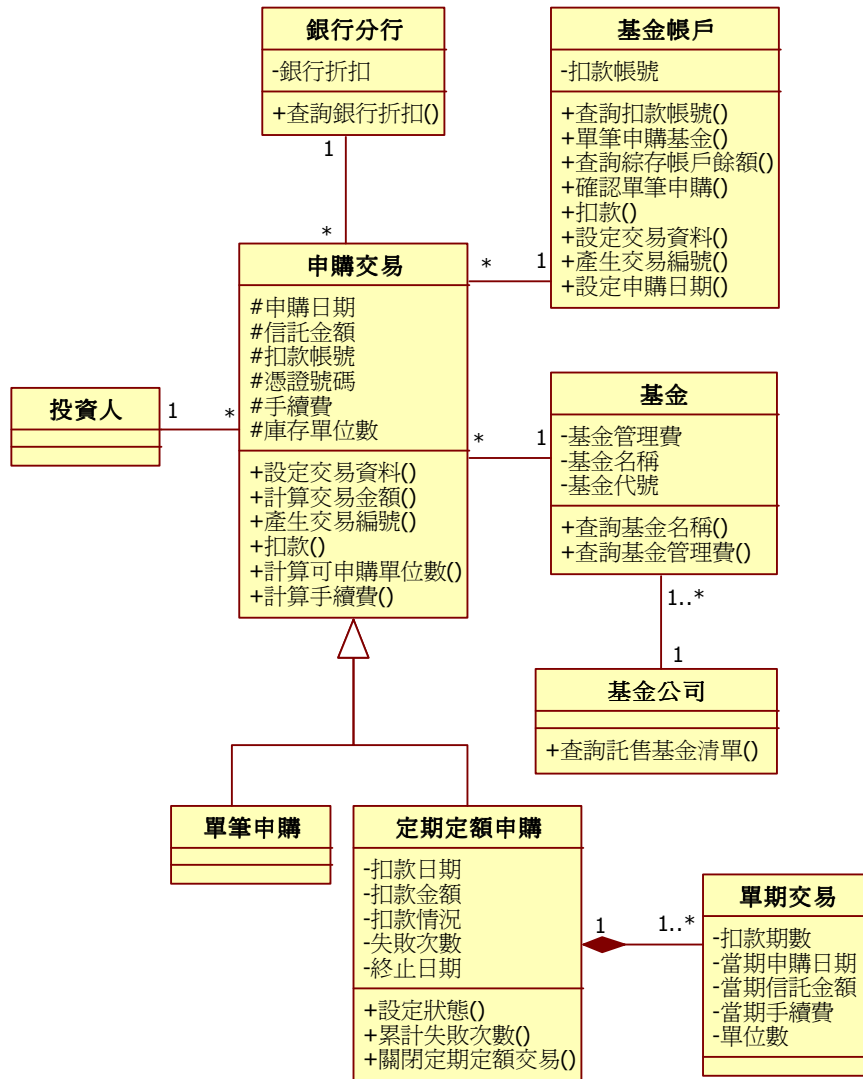 銀行分行
-銀行折扣
+查詢銀行折扣()
1
*
基金帳戶
-扣款帳號
+查詢扣款帳號()
+單筆申購基金()
+查詢綜存帳戶餘額()
+確認單筆申購()
+扣款()
+設定交易資料()
+產生交易編號()
+設定申購日期()
申購交易
#申購日期
#信託金額
#扣款帳號
#憑證號碼
#手續費
#庫存單位數
+設定交易資料()
+計算交易金額()
+產生交易編號()
+扣款()
+計算可申購單位數()
+計算手續費()
*
1
投資人
1
*
*
1
基金
-基金管理費
-基金名稱
-基金代號
+查詢基金名稱()
+查詢基金管理費()
1..*
1
基金公司
+查詢託售基金清單()
單筆申購
定期定額申購
-扣款日期
-扣款金額
-扣款情況
-失敗次數
-終止日期
+設定狀態()
+累計失敗次數()
+關閉定期定額交易()
1
1..*
單期交易
-扣款期數
-當期申購日期
-當期信託金額
-當期手續費
-單位數